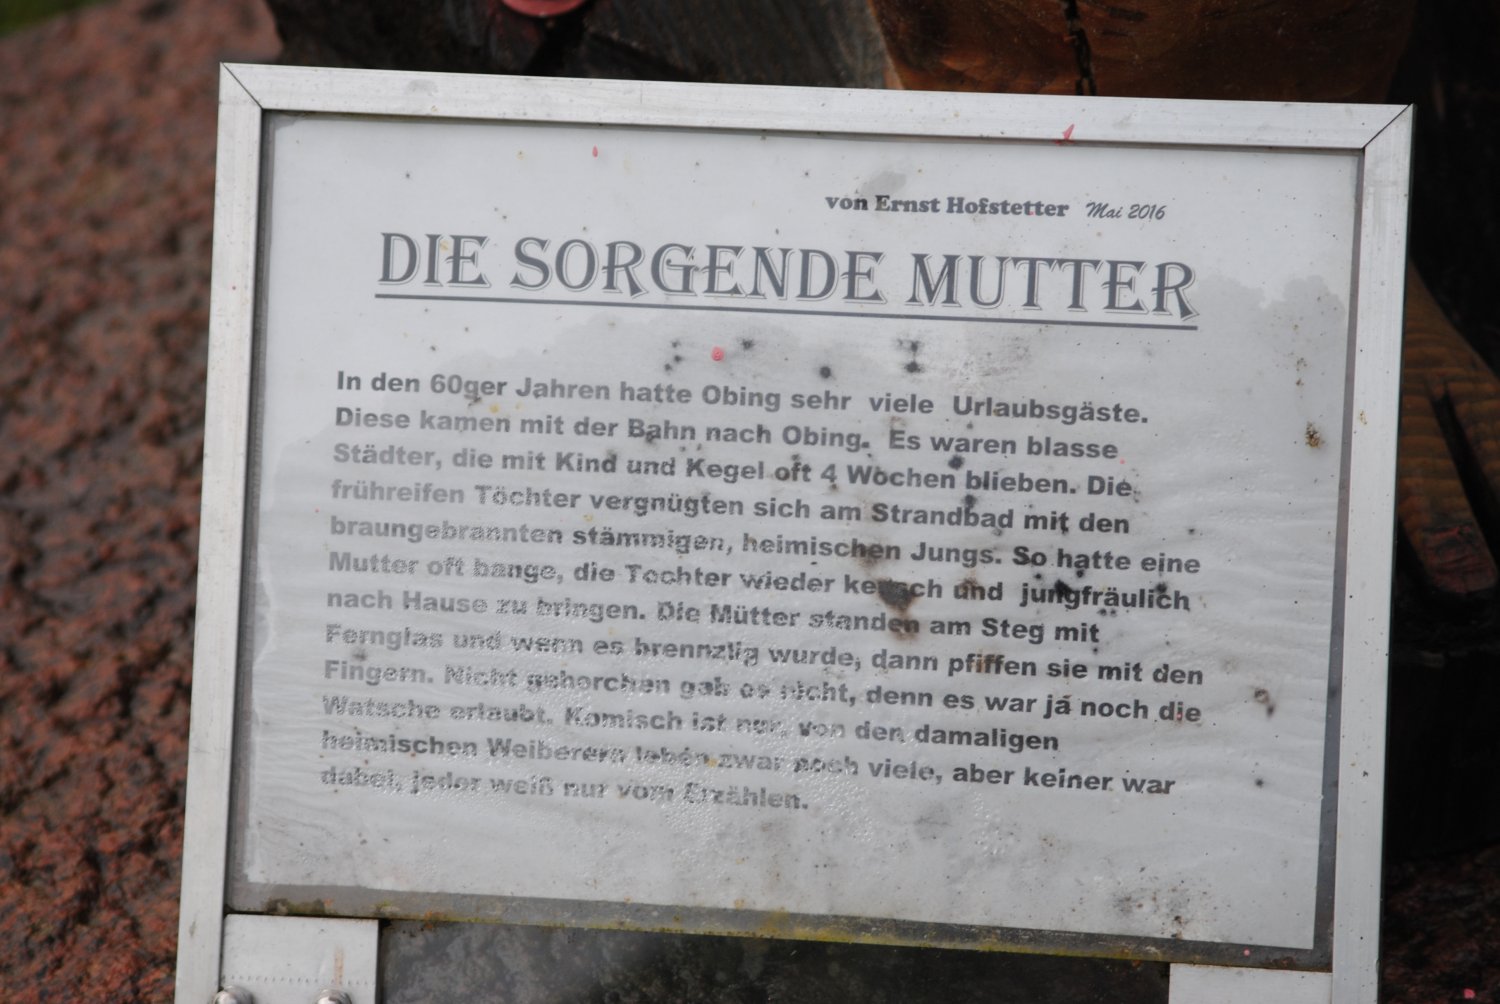 von Ernst Hofstetter Mai 2016
DIE SORGENDE MUTTER
In den 60ger Jahren hatte Obing sehr viele Urlaubsgäste.
Diese kamen mit der Bahn nach Obing. Es waren blasse
Städter, die mit Kind und Kegel oft 4 Wochen blieben. Die
frühreifen Töchter vergnügten sich am Strandbad mit den
braungebrannten stämmigen, heimischen Jungs. So hatte eine
Mutter oft bange, die Tochter wieder keusch und jungfräulich
nach Hause zu bringen. Die Mütter standen am Steg mit
Fernglas und wenn es brennzlig wurde, dann pfiffen sie mit den
Fingern. Nicht gehorchen gab es nicht, denn es war ja noch die
Watsche erlaubt. Komisch ist nur, von den damaligen
heimischen Weiberern leben zwar noch viele, aber keiner war
dabei, jeder weiß nur vom Erzählen.